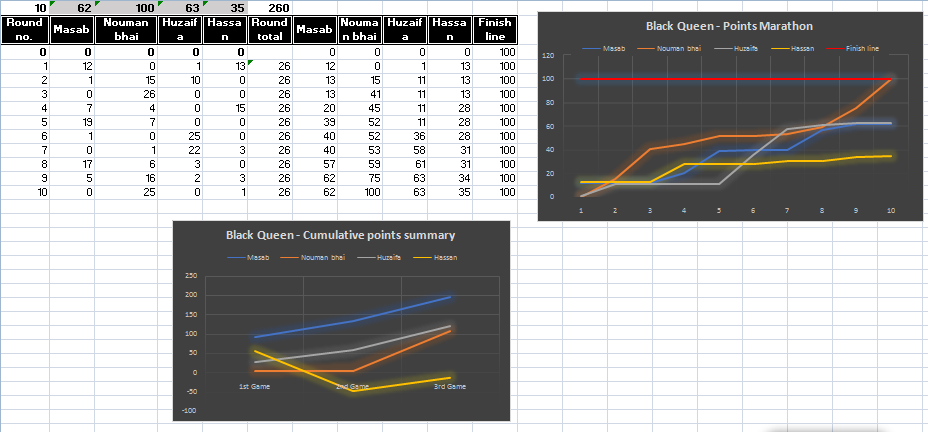 10 62 100 63 35 260
Round no. Masab Nouman bhai Huzaifa Hassan Round total Masab Nouman bhai Huzaifa Hassan Finish line
0 0 0 0 0 0 0 0 0 100
1 12 0 1 13 26 12 0 1 13 100
2 1 15 10 0 26 13 15 11 13 100
3 0 26 0 0 26 13 41 11 13 100
4 7 4 0 15 26 20 45 11 28 100
5 19 7 0 0 26 39 52 11 28 100
6 1 0 25 0 26 40 52 36 28 100
7 0 1 22 3 26 40 53 58 31 100
8 17 6 3 0 26 57 59 61 31 100
9 5 16 2 3 26 62 75 63 34 100
10 0 25 0 1 26 62 100 63 35 100
Black Queen - Points Marathon
Masab Nouman bhai Huzaifa Hassan Finish line
120
100
80
60
40
20
0
1 2 3 4 5 6 7 8 9 10
Black Queen - Cumulative points summary
Masab Nouman bhai Huzaifa Hassan
250
200
150
100
50
0
-50
-100
1st Game 2nd Game 3rd Game